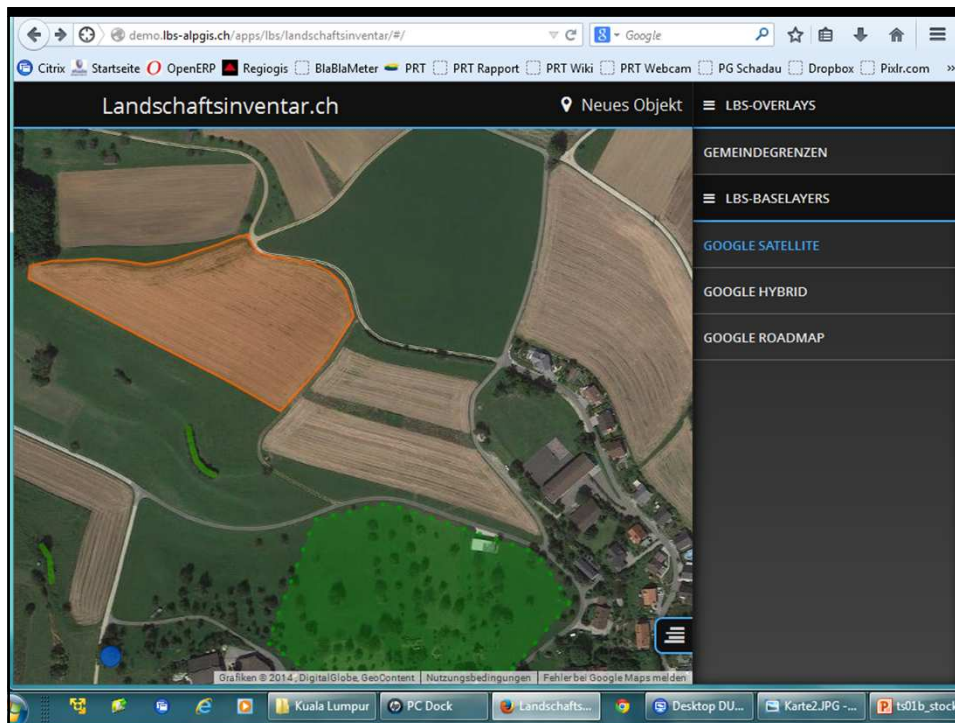 demo.lbs-alpgis.ch/apps/lbs/landschaftsinventar/#/
Google
Citrix Startseite OpenERP Regiogis BlaBlaMeter PRT PRT Rapport PRT Wiki PRT Webcam PG Schadau Dropbox Pixlr.com »
Landschaftsinventar.ch
Neues Objekt
LBS-OVERLAYS
GEMEINDEGRENZEN
LBS-BASELAYERS
GOOGLE SATELLITE
GOOGLE HYBRID
GOOGLE ROADMAP
Grafiken © 2014, DigitalGlobe, GeoContent Nutzungsbedingungen Fehler bei Google Maps melden
Kuala Lumpur PC Dock Landschafts... Desktop DU... Karte2.JPG -... ts01b_stock